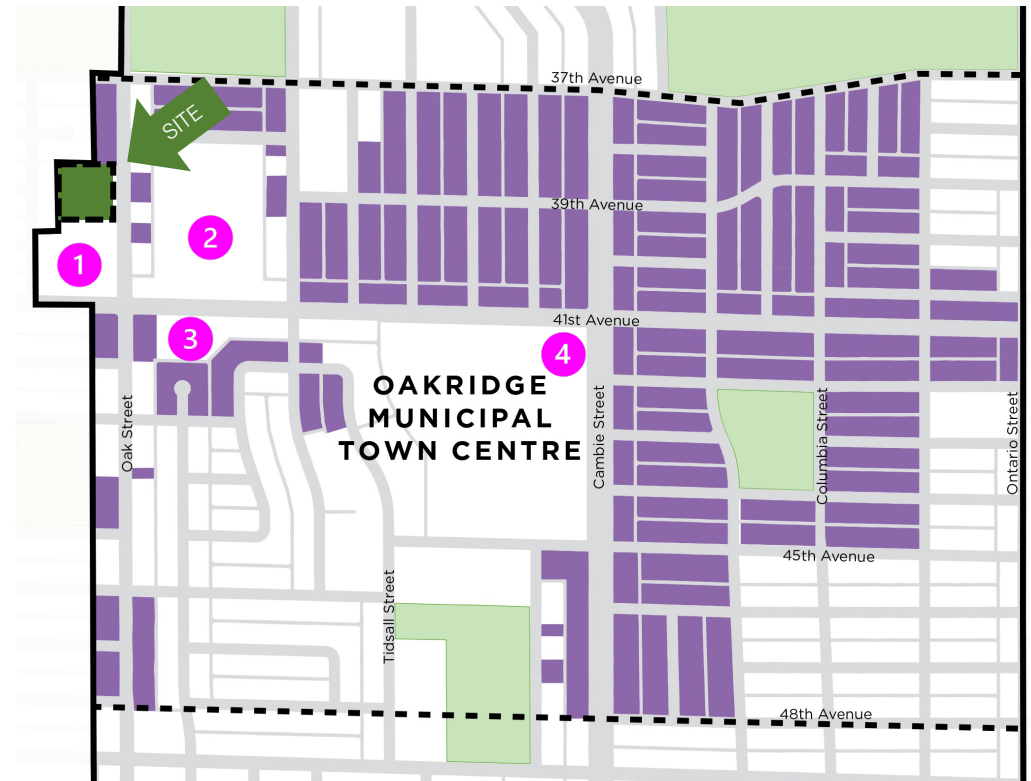 37th Avenue
SITE
39th Avenue
2
1
41st Avenue
3
4
OAKRIDGE
MUNICIPAL
TOWN CENTRE
Oak Street
Cambie Street
Columbia Street
Ontario Street
45th Avenue
Tidsall Street
48th Avenue